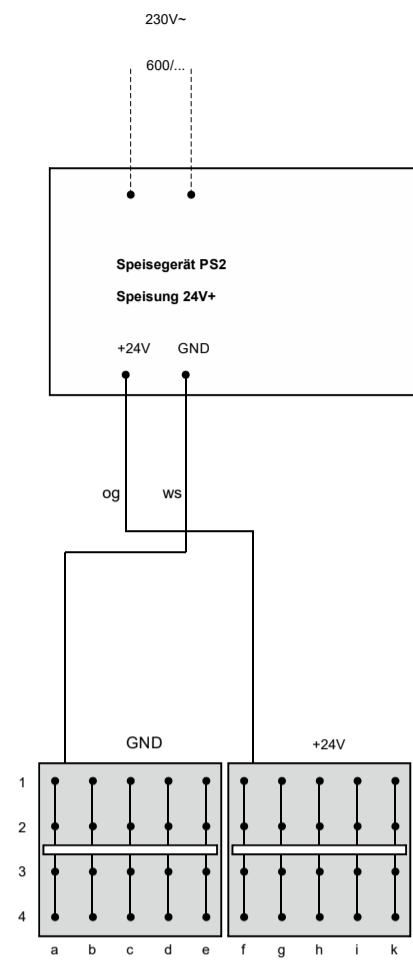 230V~
600/...
Speisegerät PS2
Speisung 24V+
+24V GND
og ws
GND +24V
1
2
3
4
a b c d e f g h i k